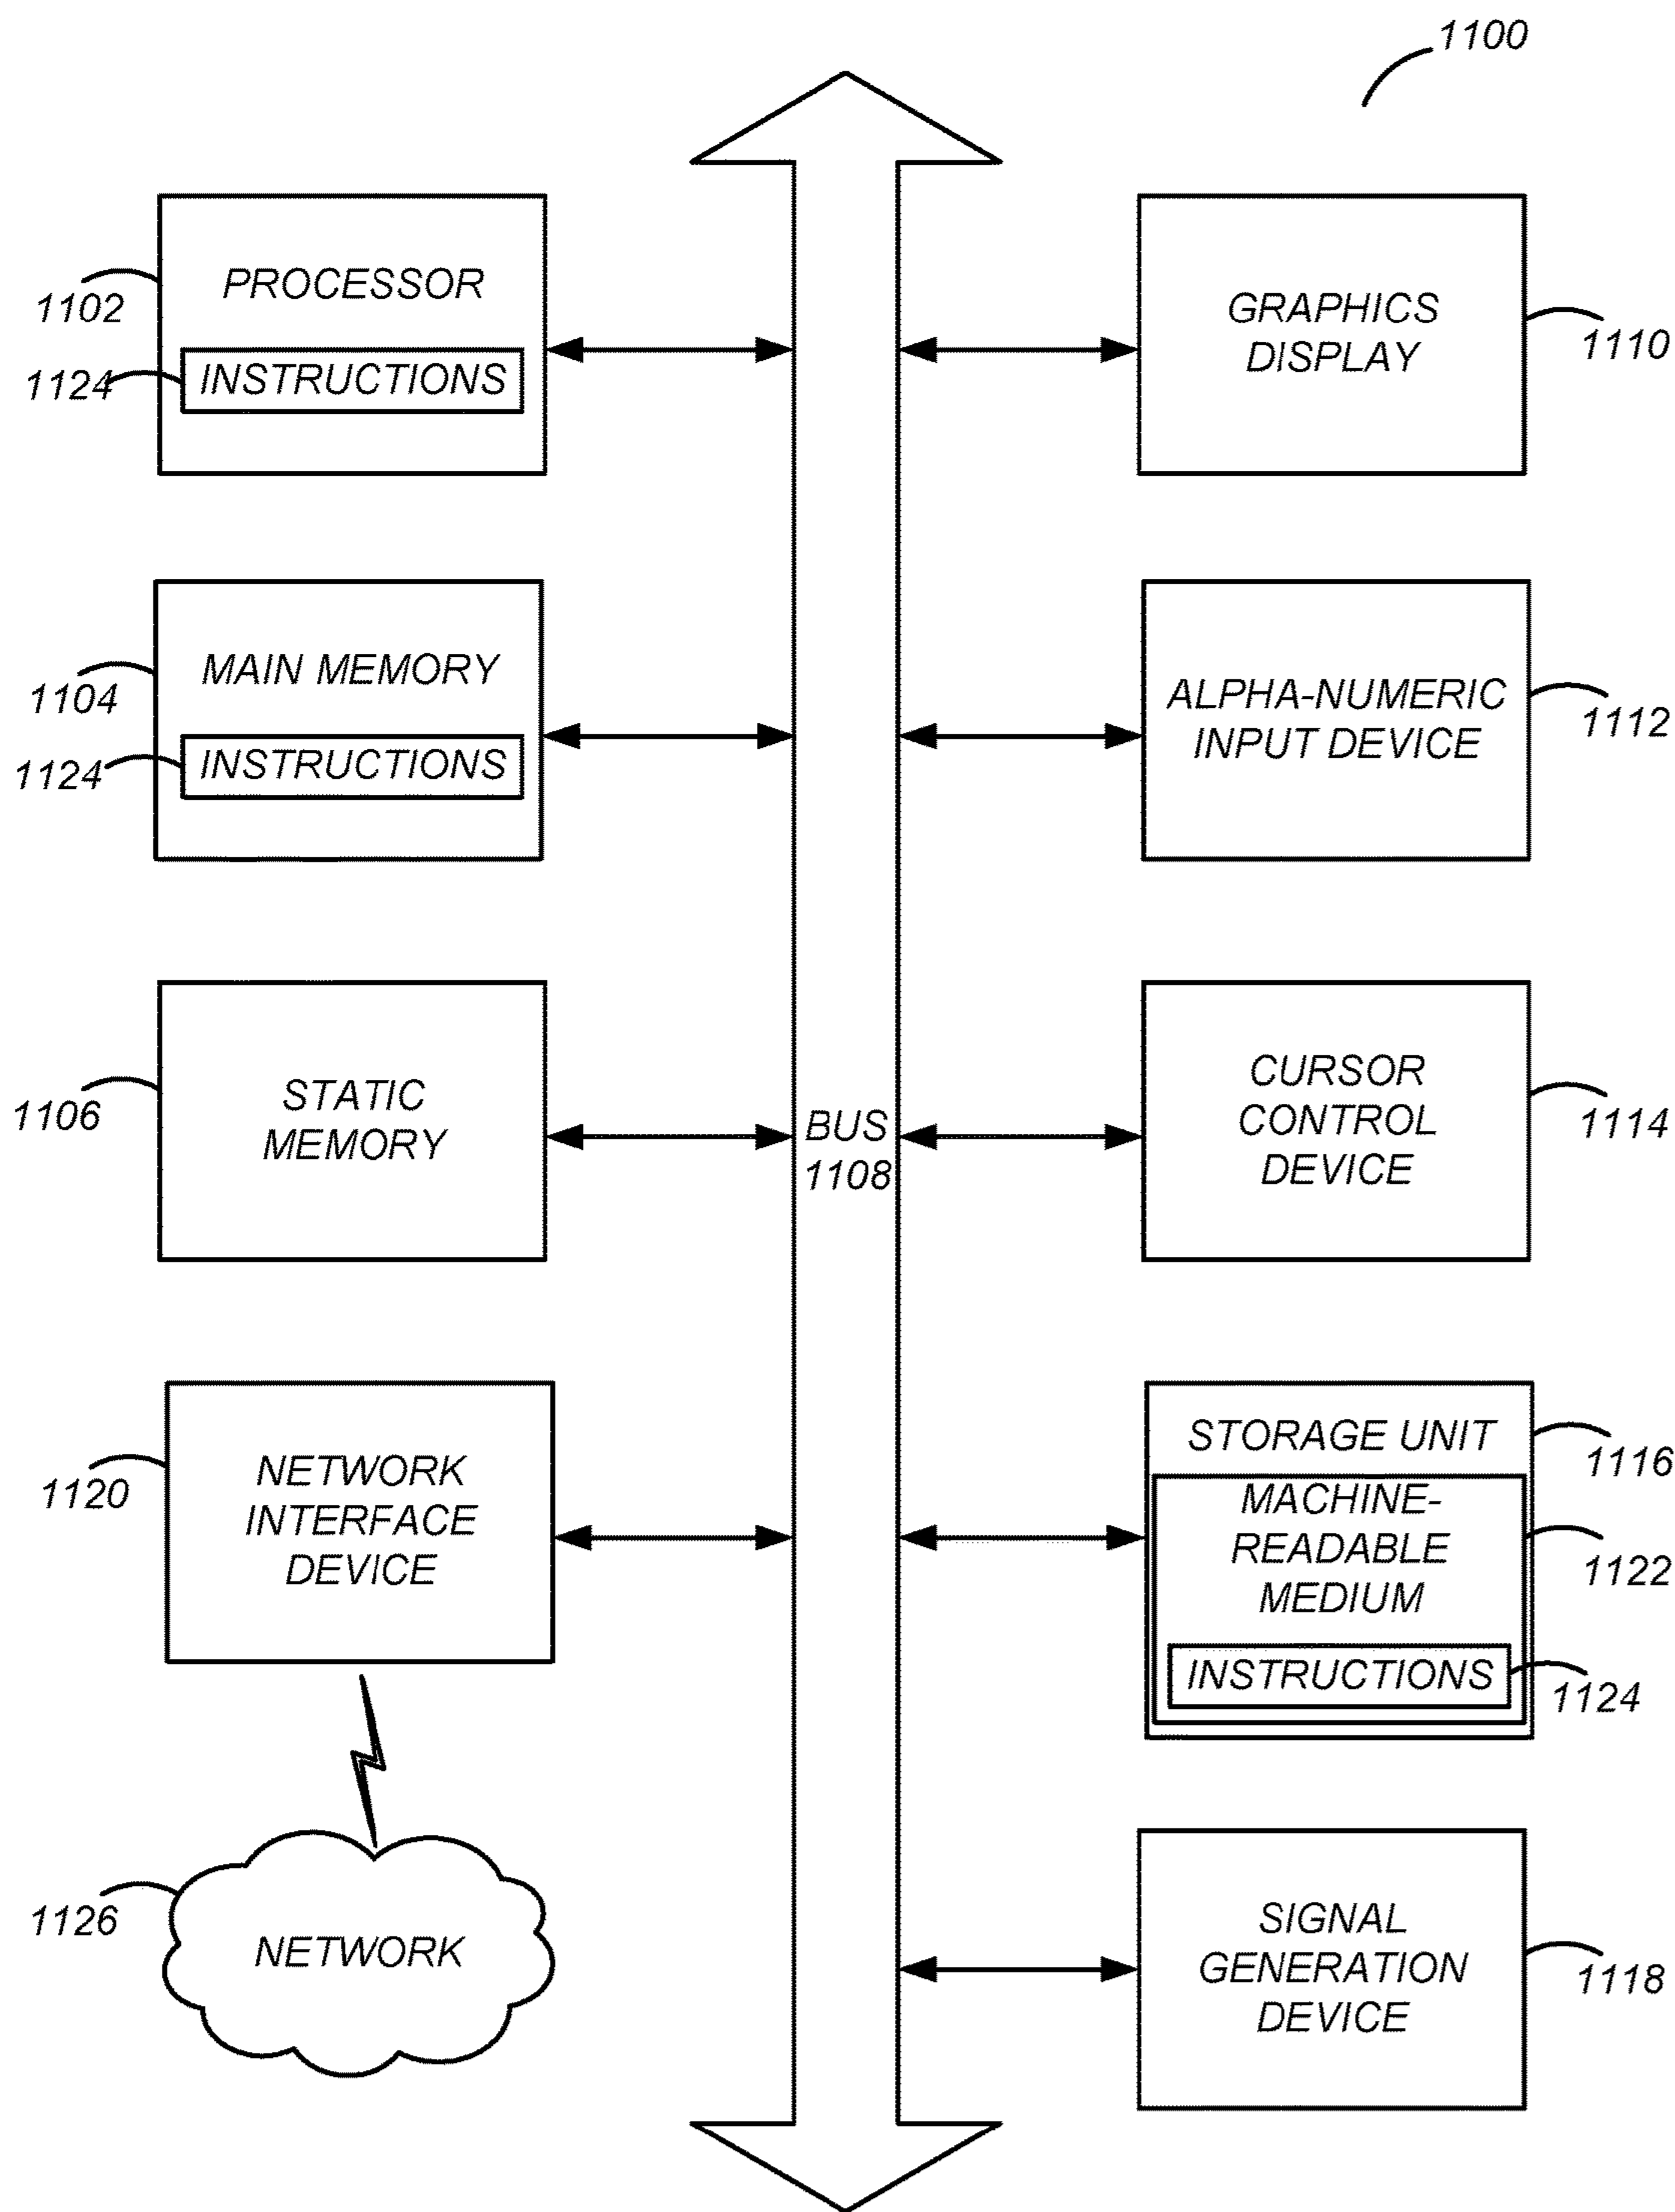 1100
PROCESSOR
1102
INSTRUCTIONS
1124
MAIN MEMORY
1104
INSTRUCTIONS
1124
STATIC
MEMORY
1106
NETWORK
INTERFACE
DEVICE
1120
NETWORK
1126
BUS
1108
GRAPHICS
DISPLAY
1110
ALPHA-NUMERIC
INPUT DEVICE
1112
CURSOR
CONTROL
DEVICE
1114
STORAGE UNIT
1116
MACHINE-
READABLE
MEDIUM
1122
INSTRUCTIONS
1124
SIGNAL
GENERATION
DEVICE
1118